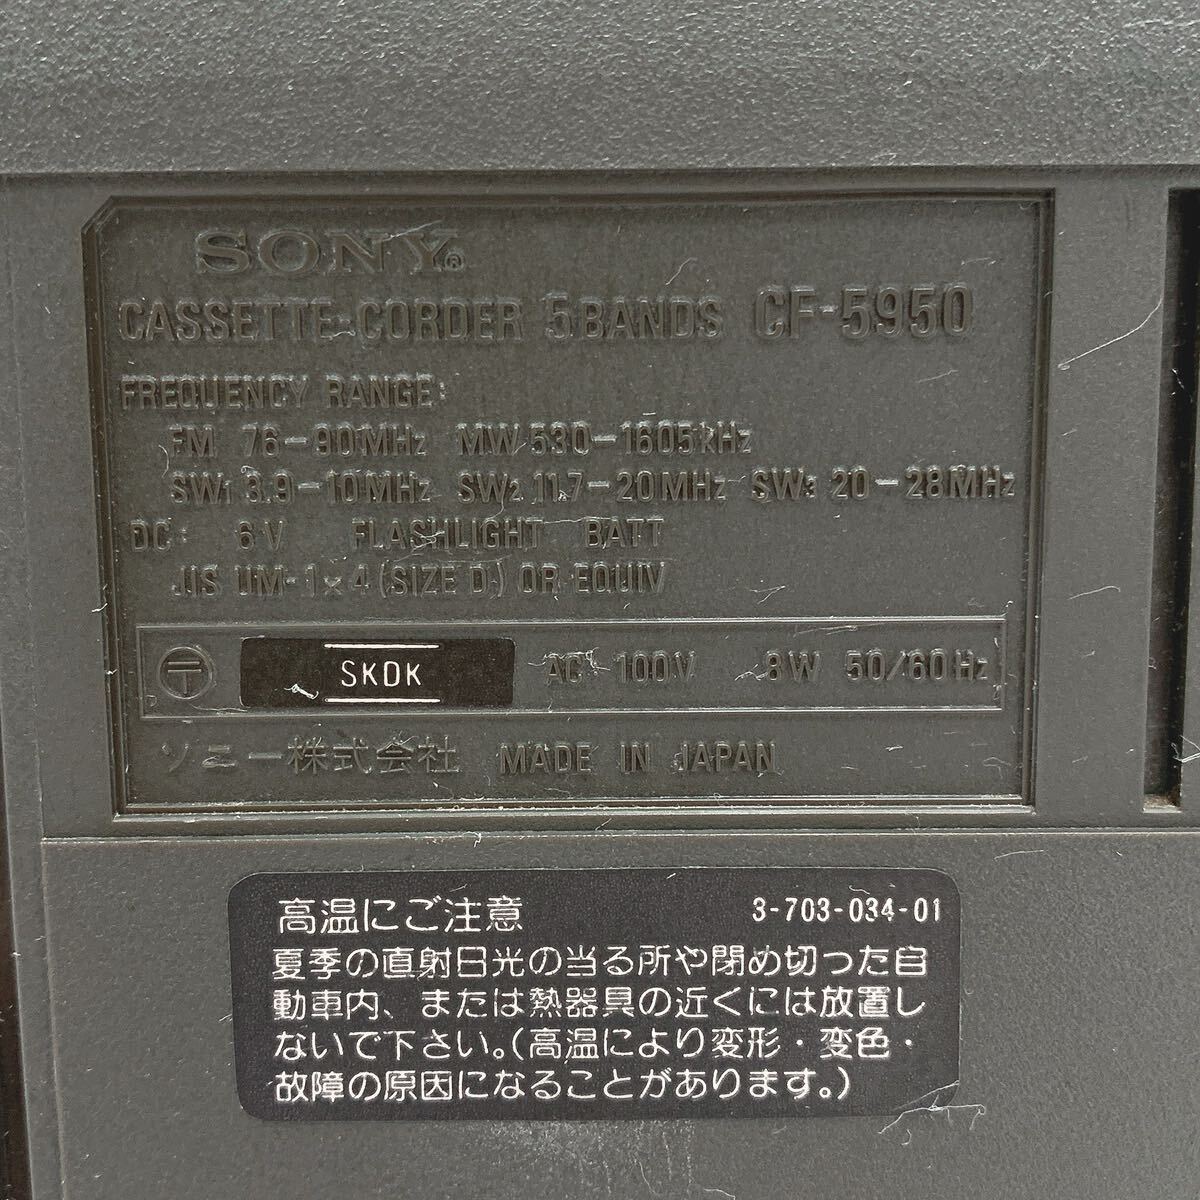 SONY®
CASSETTE-CORDER 5 BANDS CF-5950
FREQUENCY RANGE:
FM 76-90MHz MW 530-1605kHz
SW1 3.9-10MHz SW2 11.7-20MHz SW3 20-28MHz
DC: 6V FLASHLIGHT BATT
JIS UM-1×4 (SIZE D) OR EQUIV
〒 SKDK AC 100V 8W 50/60Hz
ソニー株式会社 MADE IN JAPAN
高温にご注意 3-703-034-01
夏季の直射日光の当る所や閉め切った自
動車内、または熱器具の近くには放置し
ないで下さい。(高温により変形・変色・
故障の原因になることがあります。)